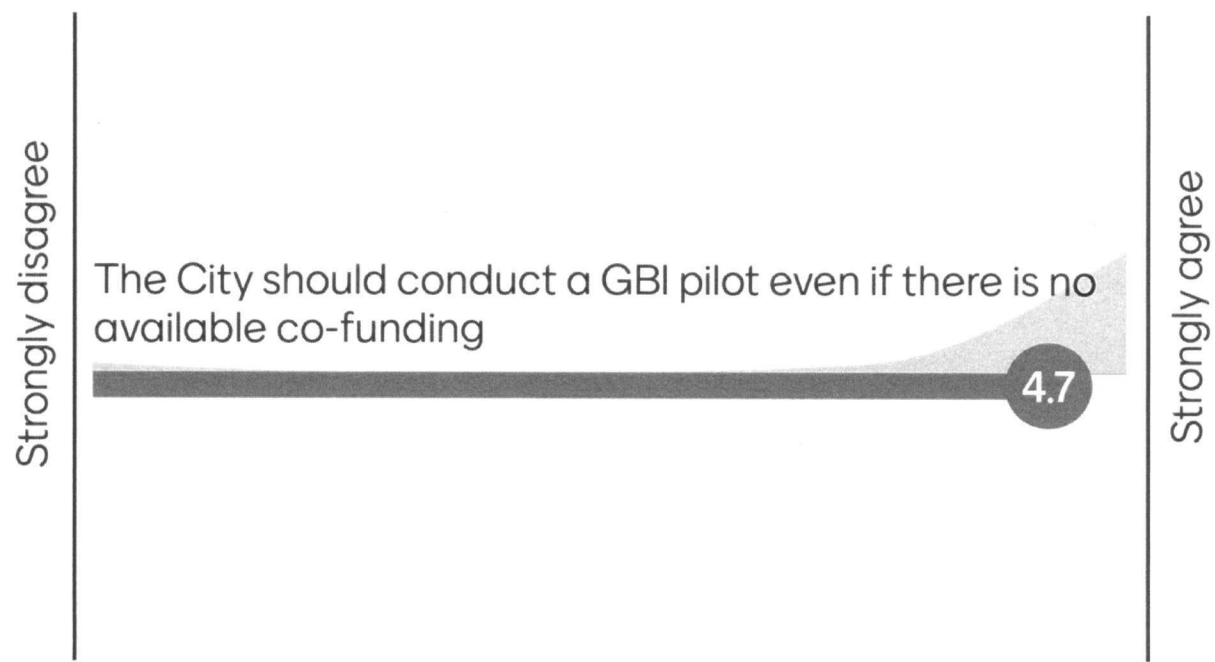 Strongly disagree
The City should conduct a GBI pilot even if there is no
available co-funding
4.7
Strongly agree